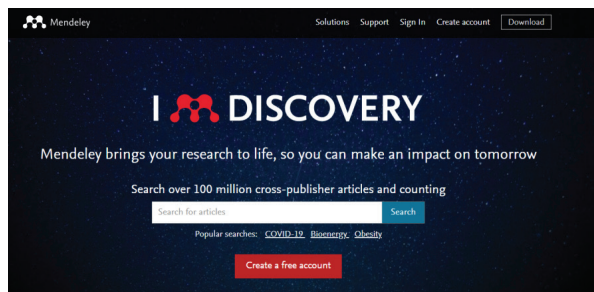 Mendeley Solutions Support Sign In Create account Download
I DISCOVERY
Mendeley brings your research to life, so you can make an impact on tomorrow
Search over 100 million cross-publisher articles and counting
Search for articles Search
Popular searches: COVID-19 Bioenergy Obesity
Create a free account